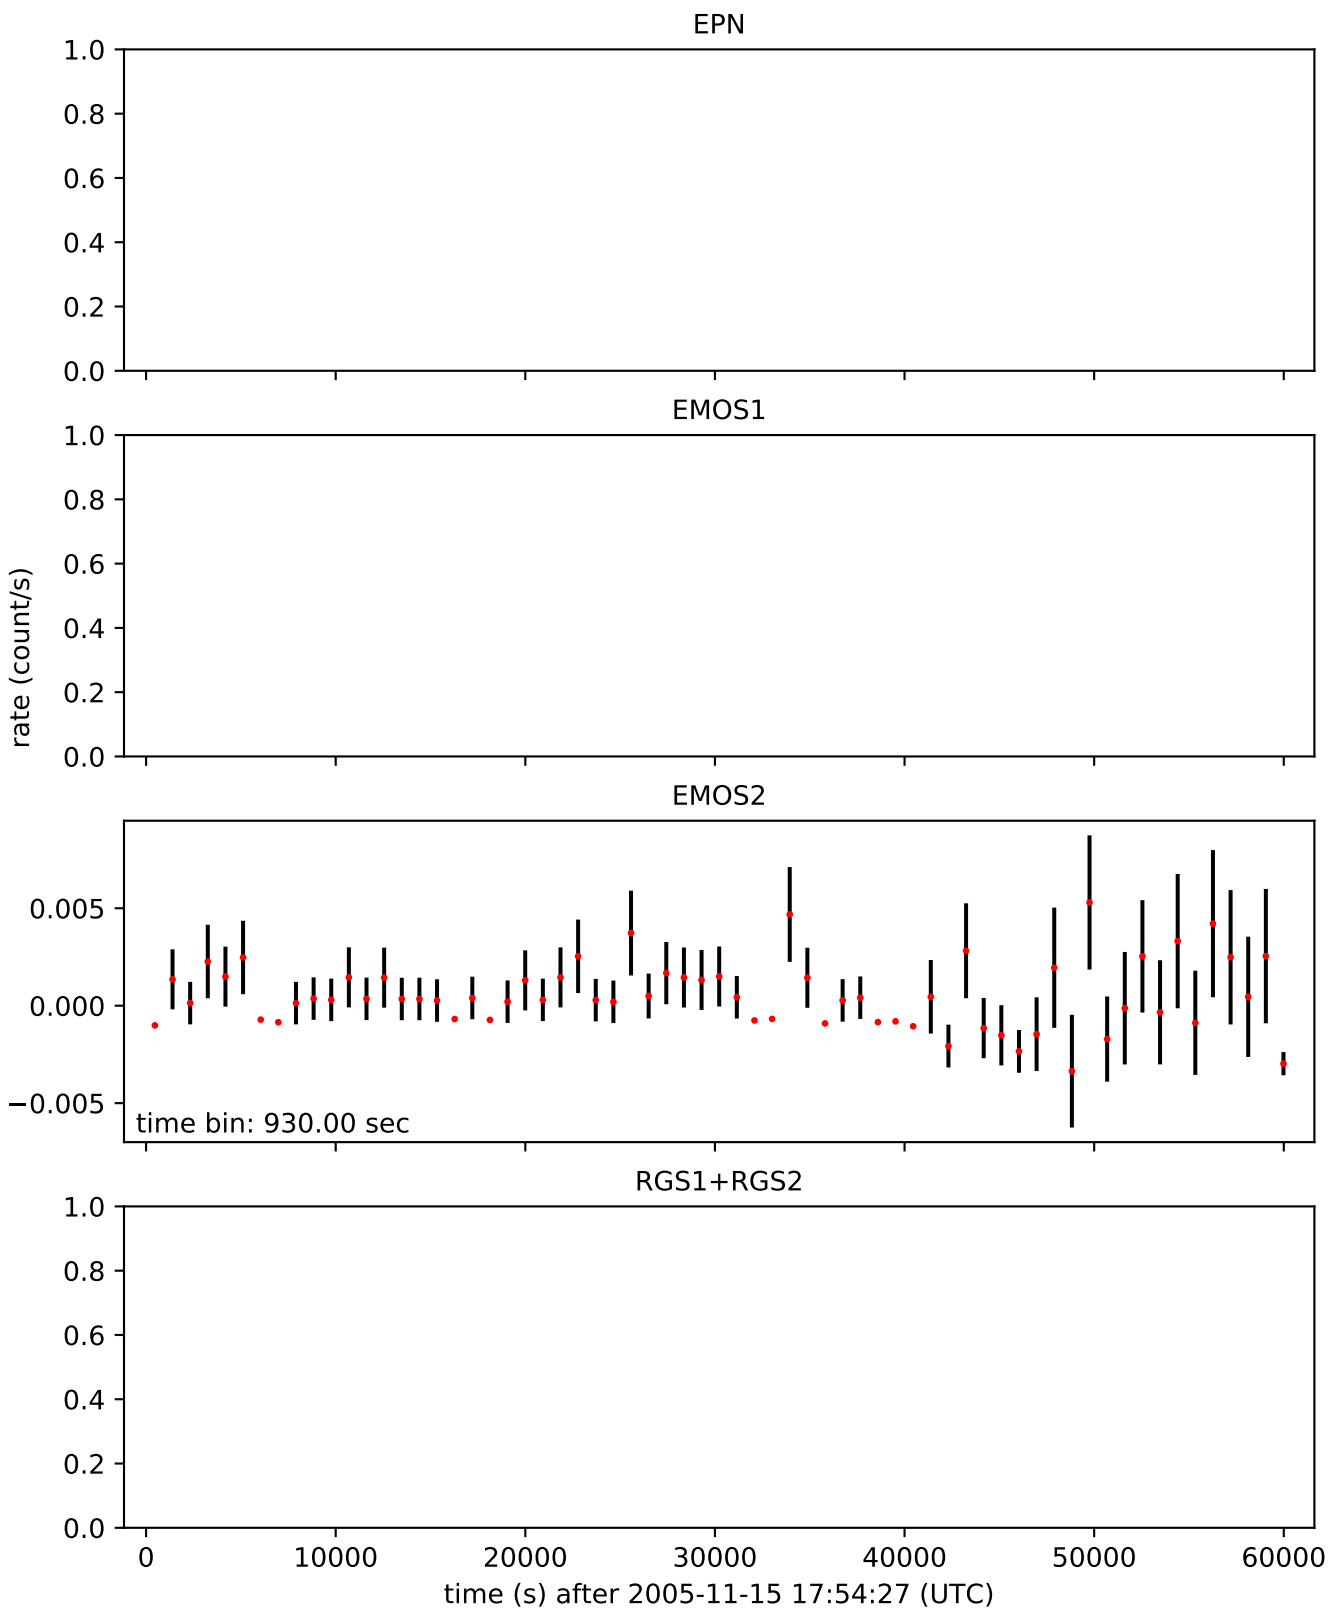 EPN
1.0
0.8
0.6
0.4
0.2
0.0
EMOS1
1.0
0.8
0.6
0.4
0.2
0.0
rate (count/s)
EMOS2
0.005
0.000
−0.005
time bin: 930.00 sec
RGS1+RGS2
1.0
0.8
0.6
0.4
0.2
0.0
0 10000 20000 30000 40000 50000 60000
time (s) after 2005-11-15 17:54:27 (UTC)